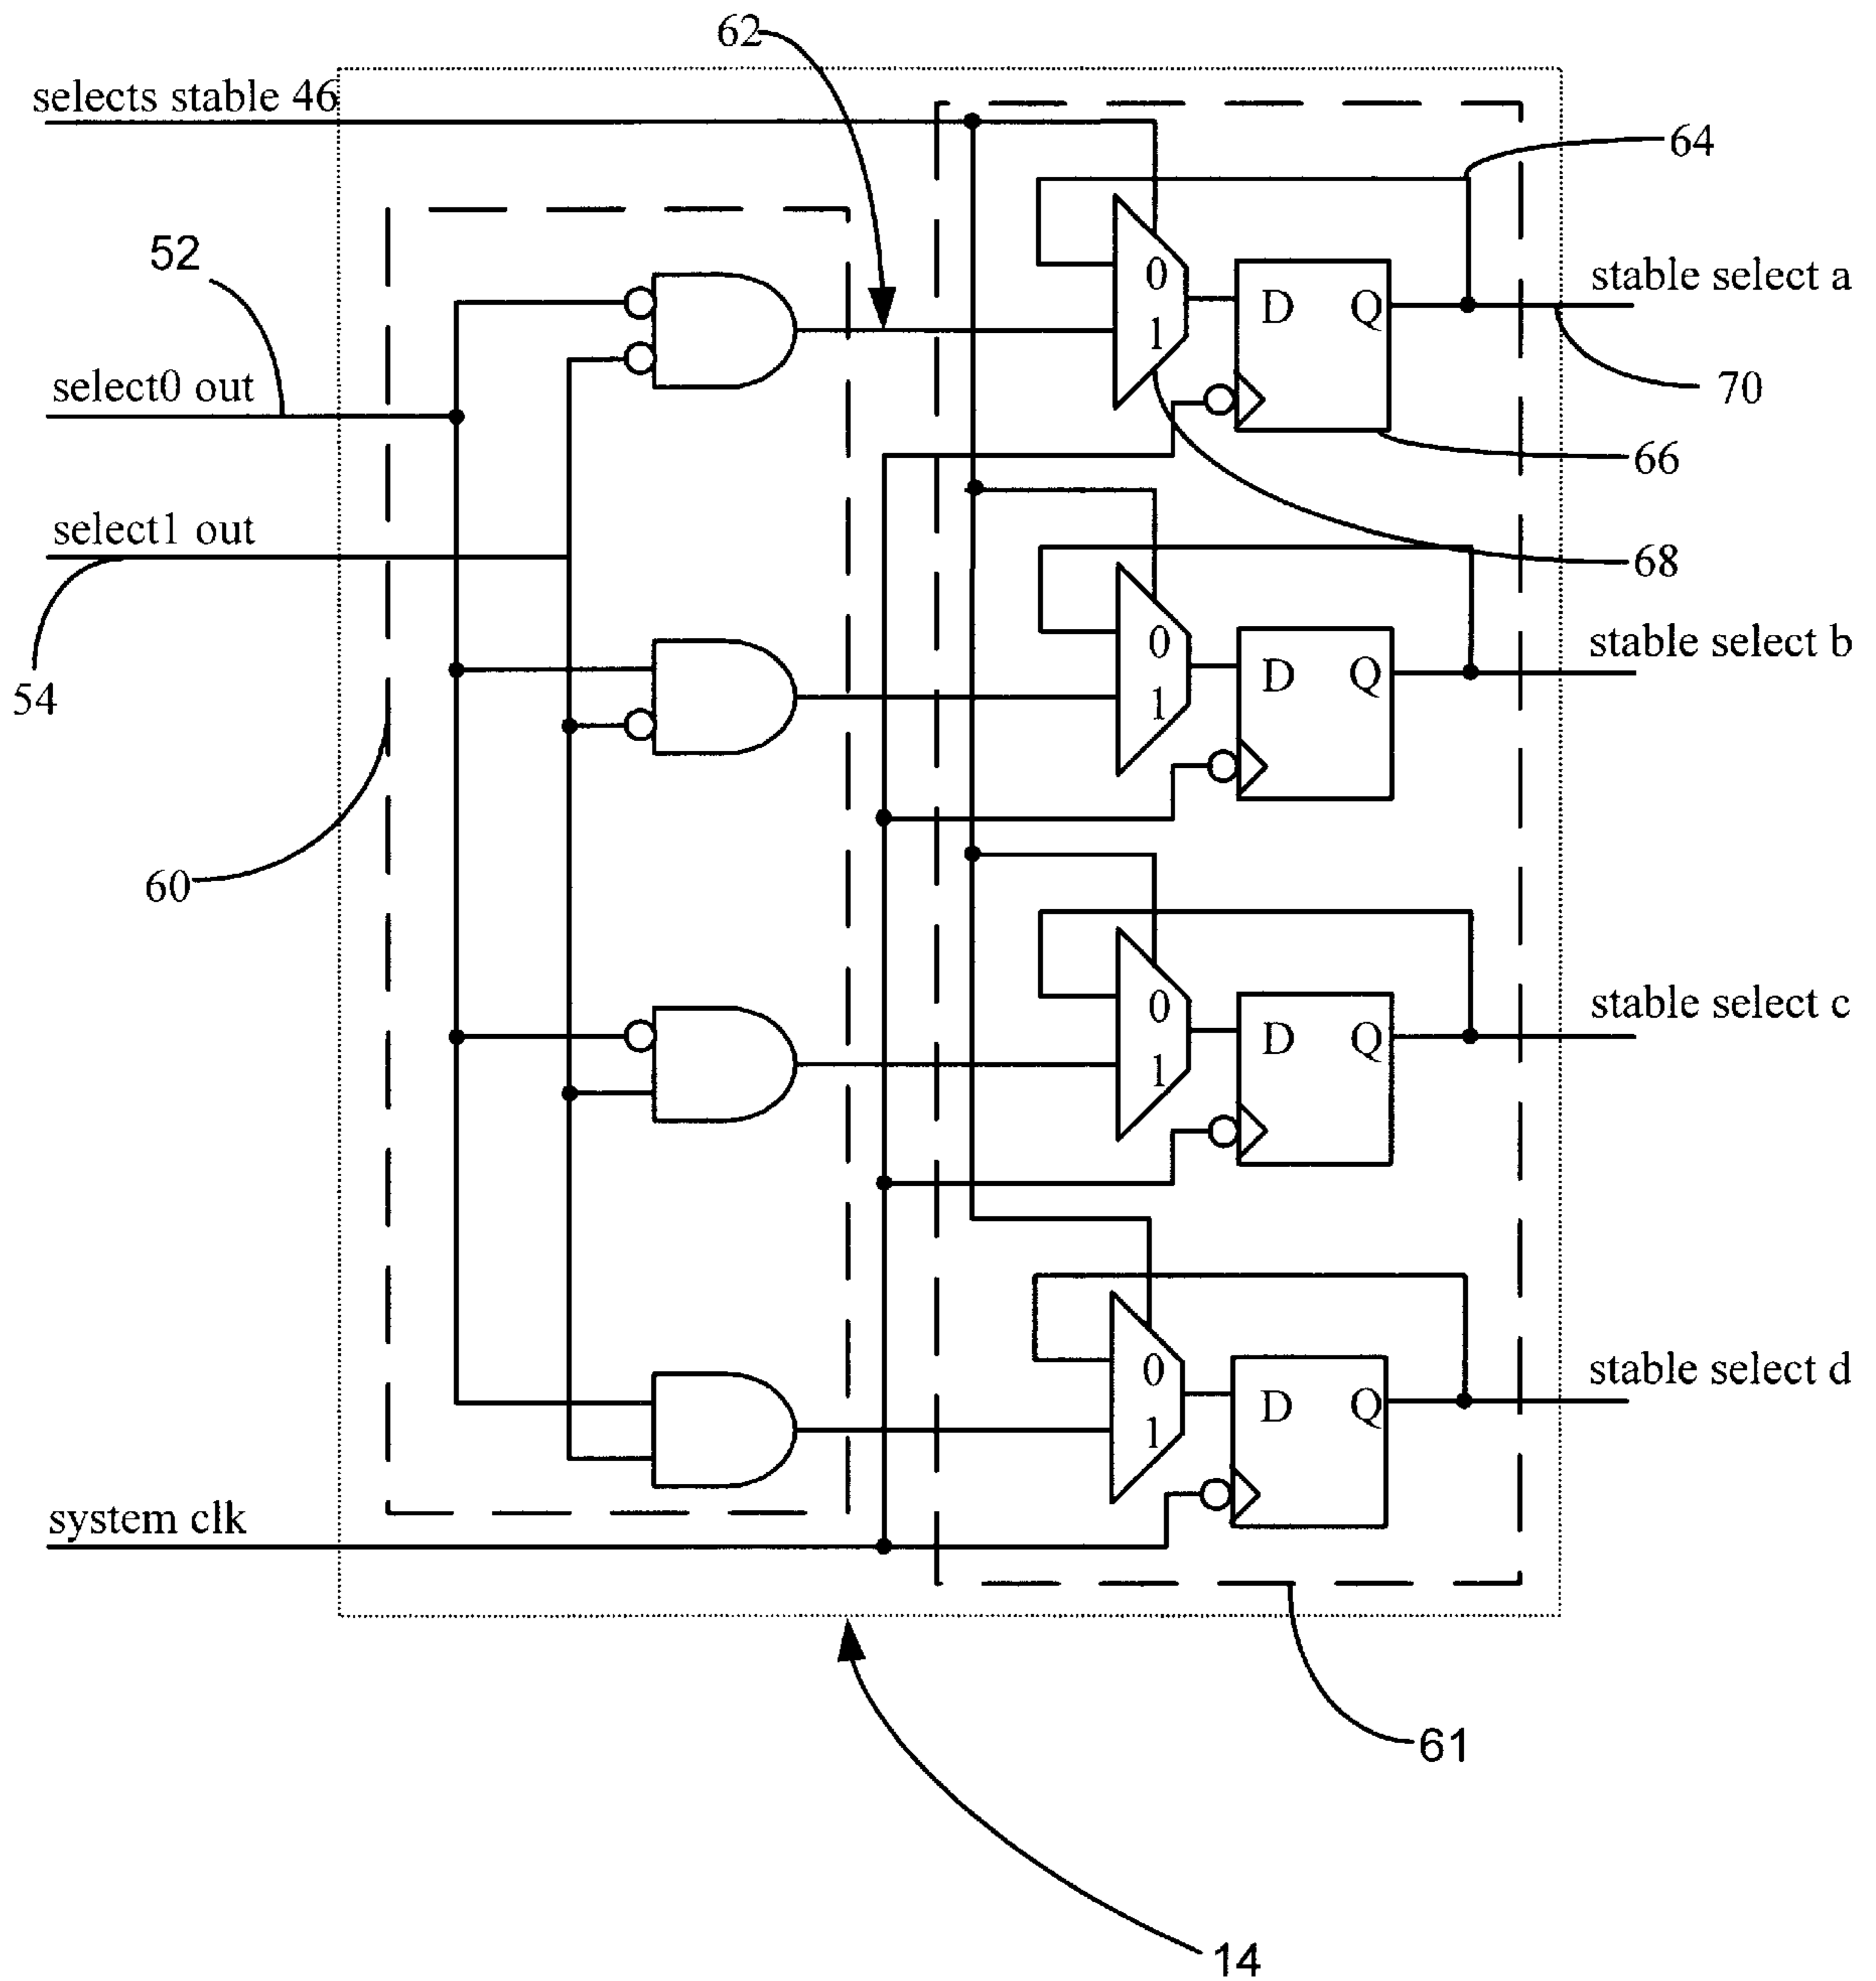 62
selects stable 46
64
52
0
1
D Q
stable select a
select0 out
70
66
select1 out
68
54
0
1
D Q
stable select b
60
0
1
D Q
stable select c
0
1
D Q
stable select d
system clk
61
14